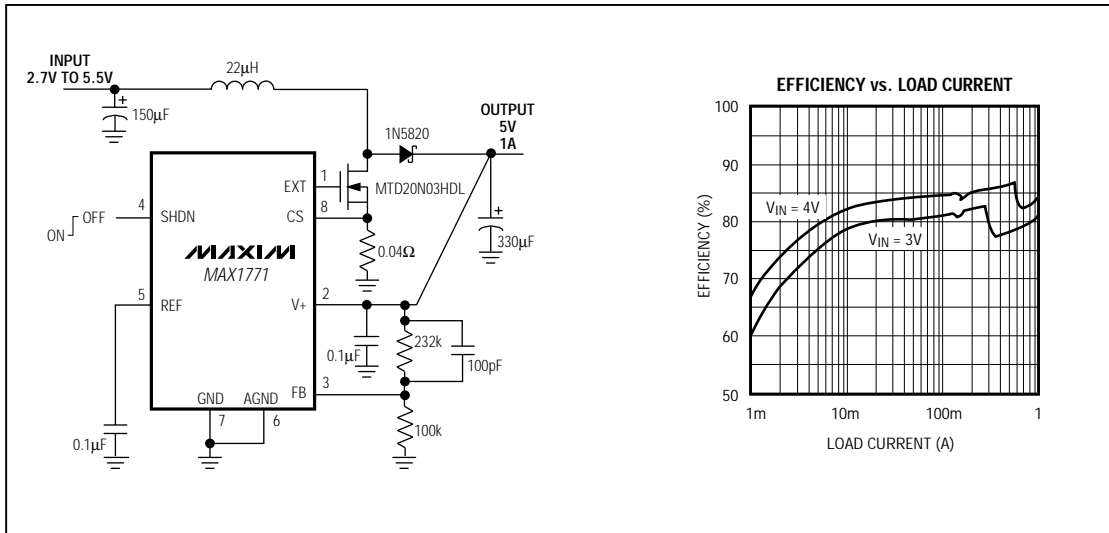 INPUT
2.7V TO 5.5V
22µH
150µF
OUTPUT
5V
1A
1N5820
EXT
1
MTD20N03HDL
4
OFF
ON
SHDN
CS
8
330µF
0.04Ω
MAXIM
MAX1771
5
REF
V+
2
0.1µF
232k
100pF
FB
3
GND
AGND
7
6
100k
0.1µF
EFFICIENCY vs. LOAD CURRENT
100
90
80
70
60
50
EFFICIENCY (%)
VIN = 4V
VIN = 3V
1m
10m
100m
1
LOAD CURRENT (A)